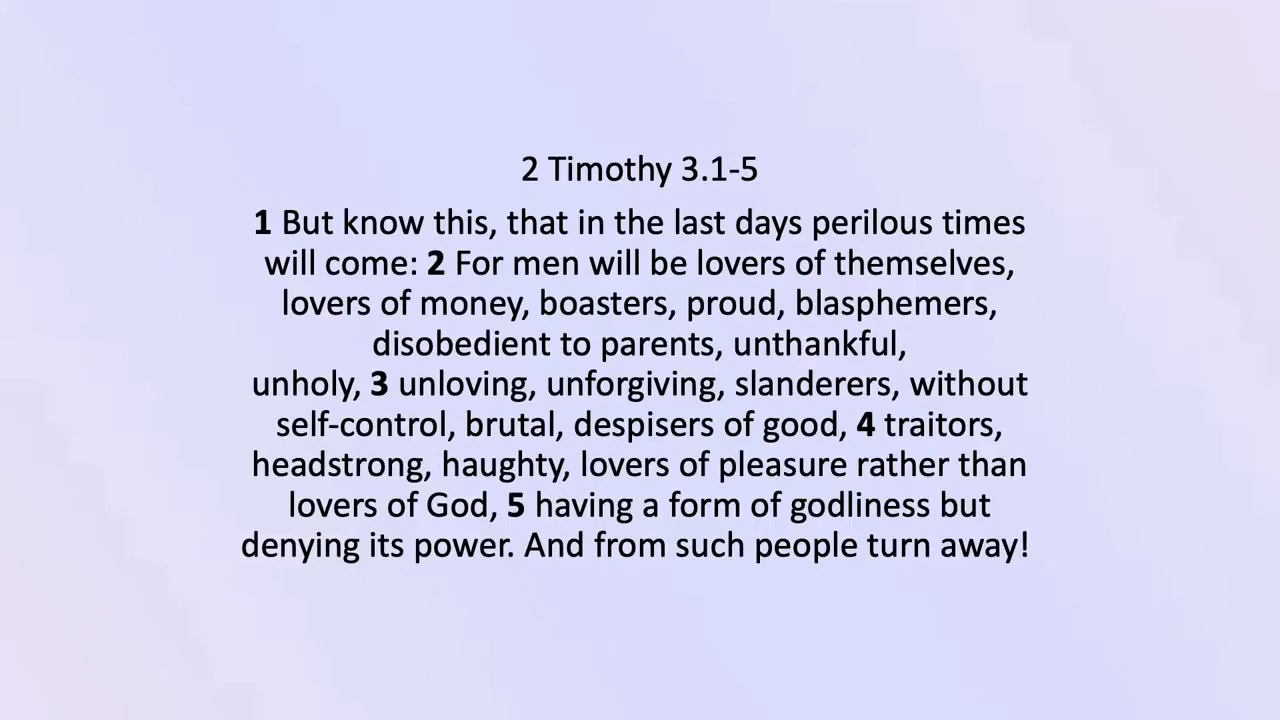 2 Timothy 3.1-5
1 But know this, that in the last days perilous times
will come: 2 For men will be lovers of themselves,
lovers of money, boasters, proud, blasphemers,
disobedient to parents, unthankful,
unholy, 3 unloving, unforgiving, slanderers, without
self-control, brutal, despisers of good, 4 traitors,
headstrong, haughty, lovers of pleasure rather than
lovers of God, 5 having a form of godliness but
denying its power. And from such people turn away!